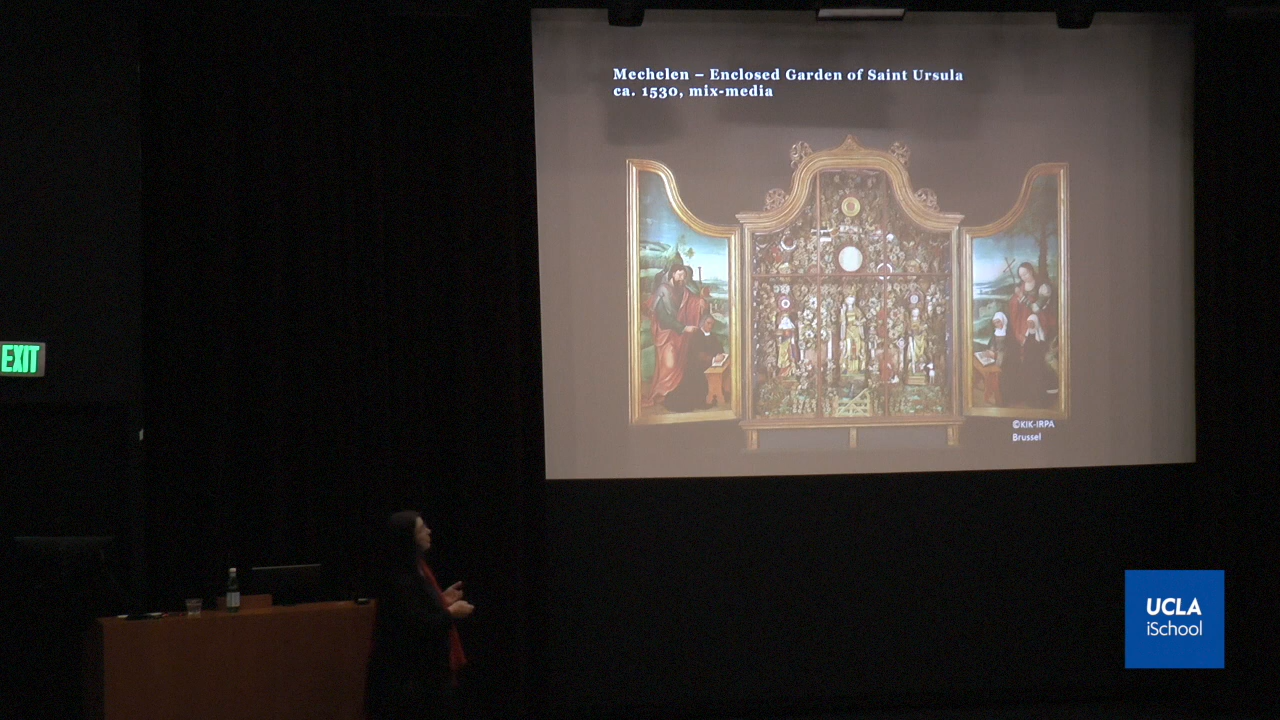 Mechelen – Enclosed Garden of Saint Ursula
ca. 1530, mix-media
EXIT
©KIK-IRPA
Brussel
UCLA
iSchool